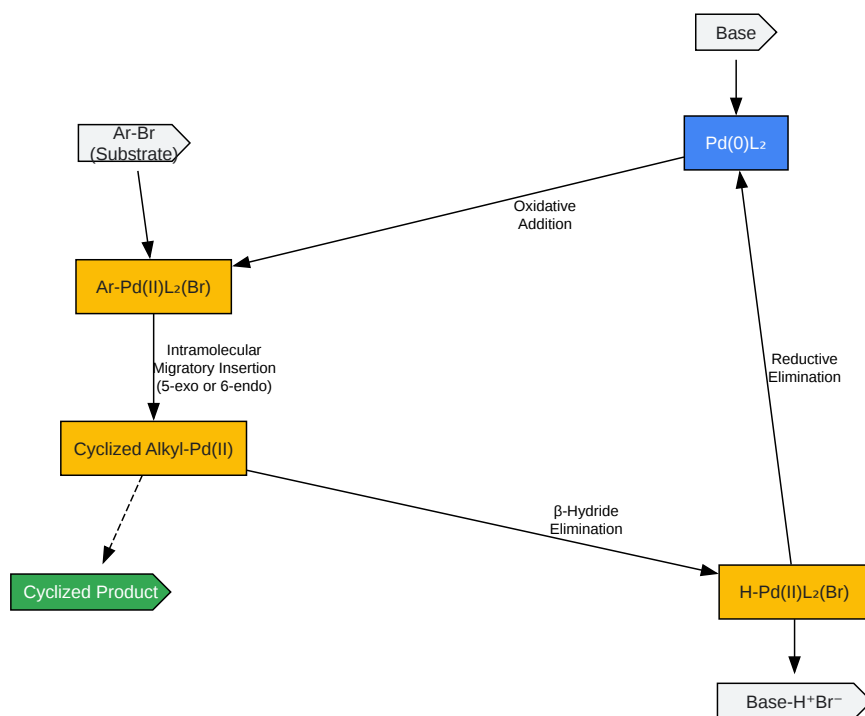 Base
Ar-Br
(Substrate)
Pd(0)L₂
Oxidative
Addition
Ar-Pd(II)L₂(Br)
Intramolecular
Migratory Insertion
(5-exo or 6-endo)
Reductive
Elimination
Cyclized Alkyl-Pd(II)
β-Hydride
Elimination
Cyclized Product
H-Pd(II)L₂(Br)
Base-H⁺Br⁻